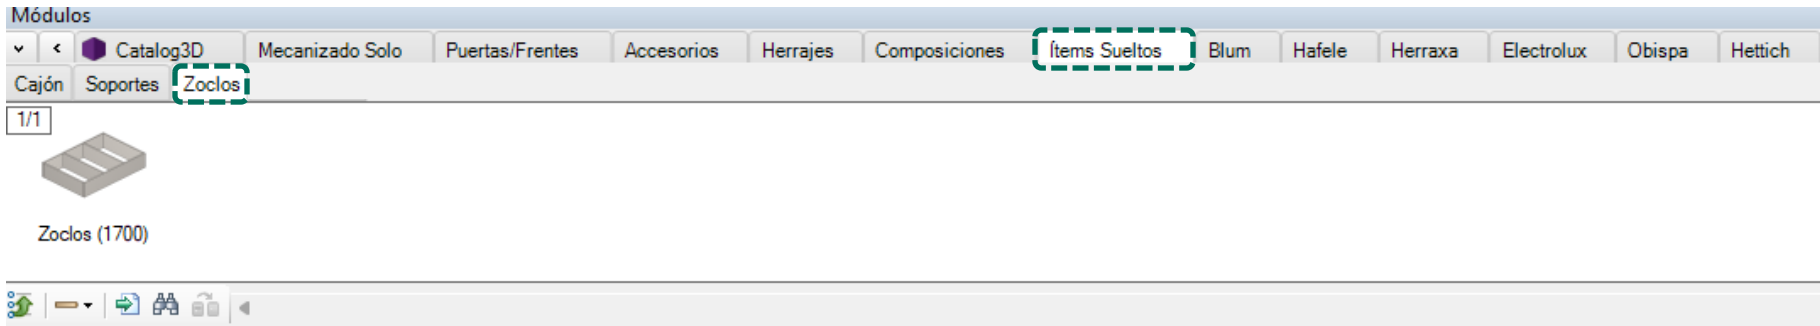 Módulos
Catalog3D Mecanizado Solo Puertas/Frentes Accesorios Herrajes Composiciones Ítems Sueltos Blum Hafele Herraxa Electrolux Obispa Hettich
Cajón Soportes Zoclos
1/1
Zoclos (1700)